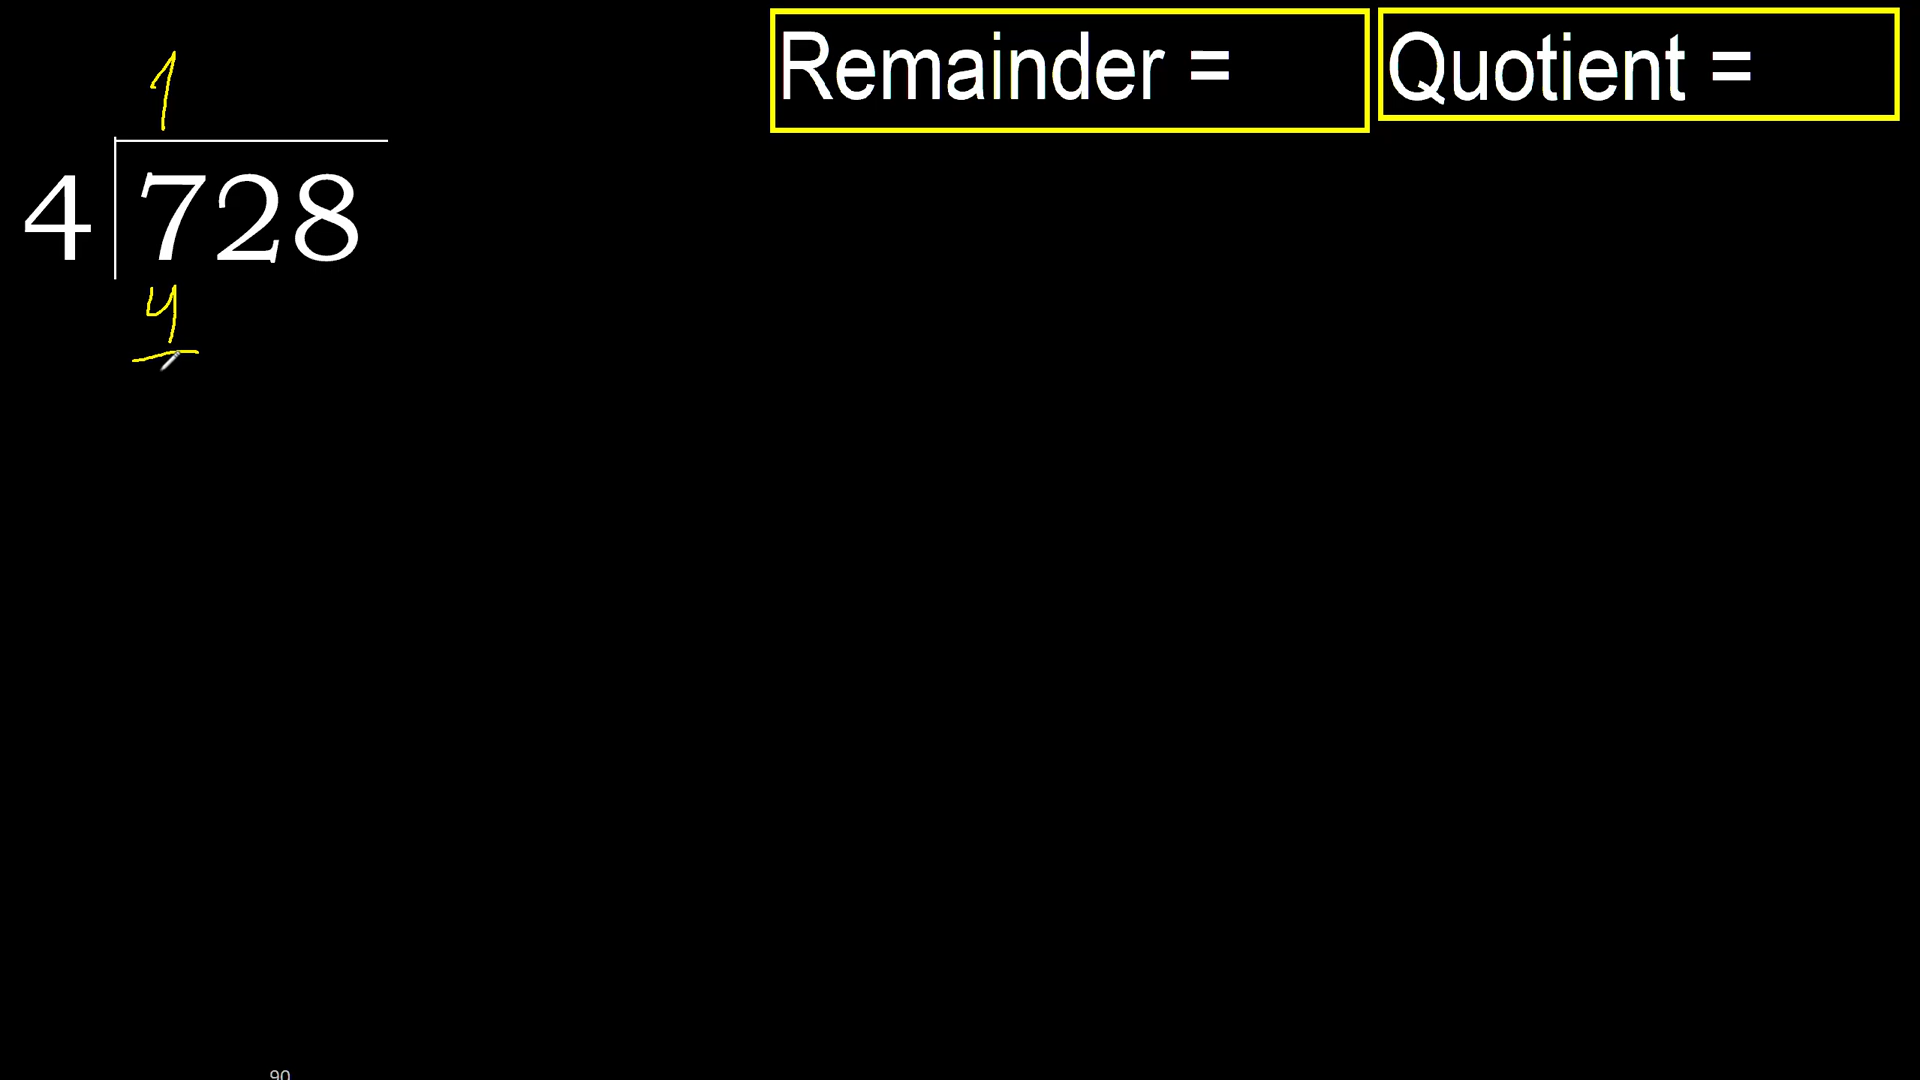 Remainder =
Quotient =
1
4 728
4
90